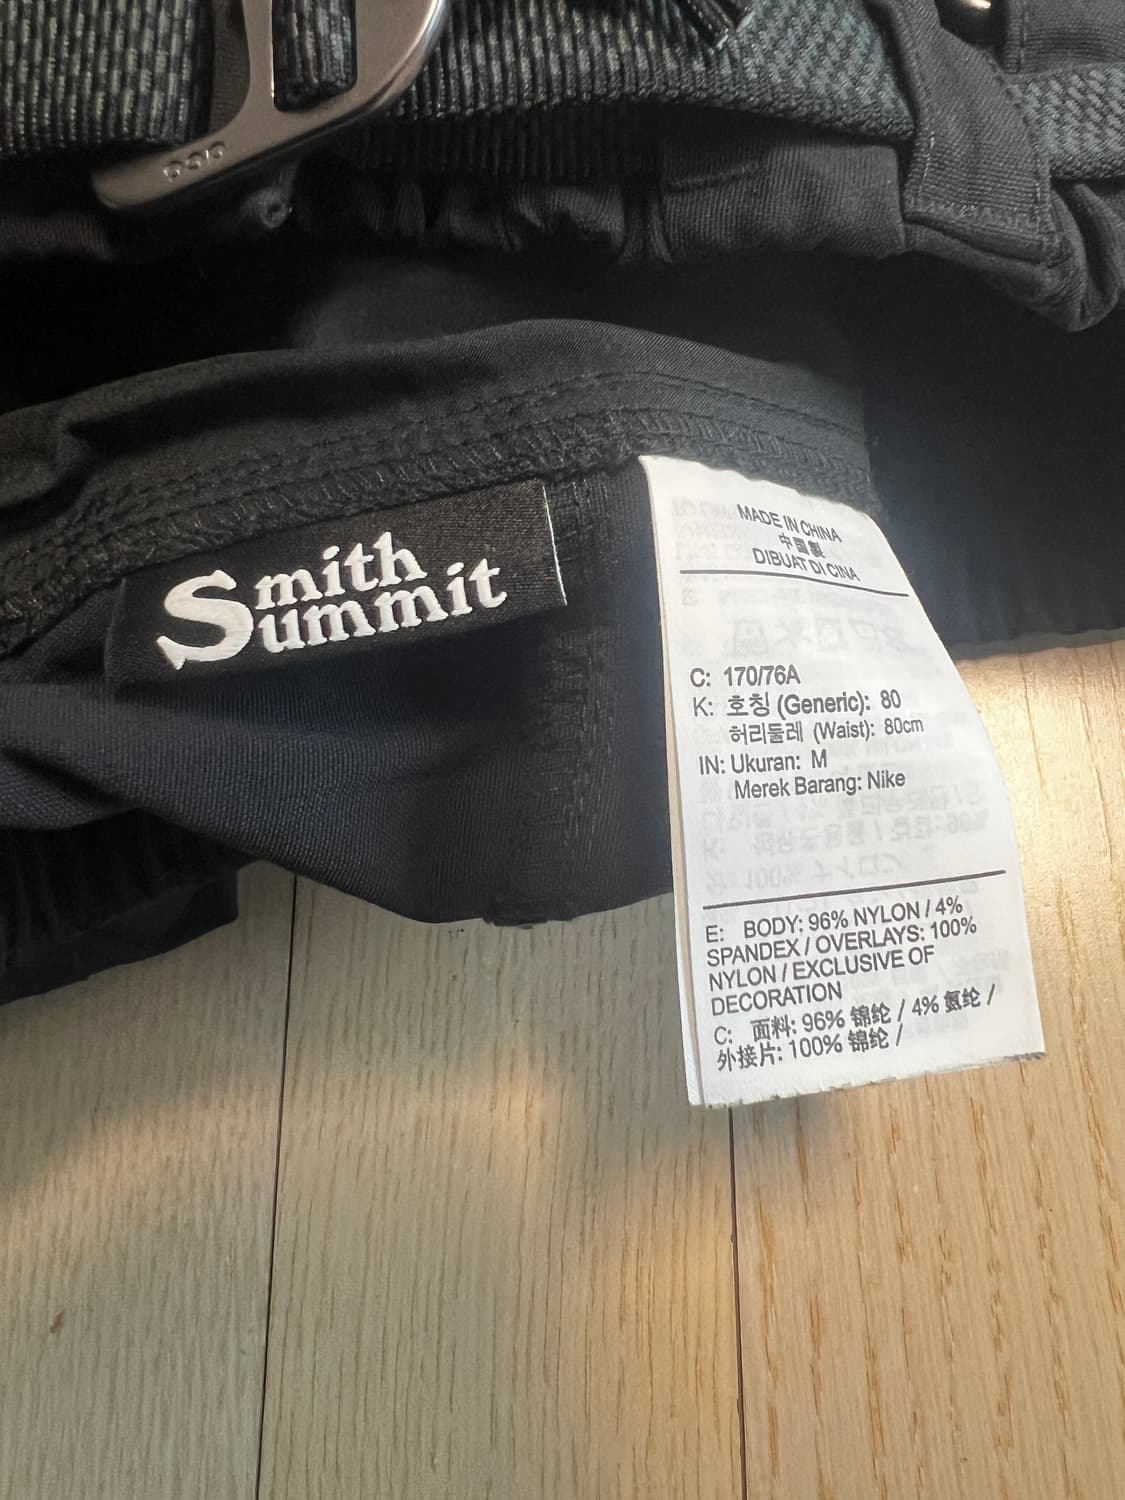 Smith
Summit
MADE IN CHINA
中國製
DIBUAT DI CINA
C: 170/76A
K: 호칭 (Generic): 80
허리둘레 (Waist): 80cm
IN: Ukuran: M
Merek Barang: Nike
E: BODY: 96% NYLON / 4%
SPANDEX / OVERLAYS: 100%
NYLON / EXCLUSIVE OF
DECORATION
C: 面料: 96% 锦纶 / 4% 氨纶 /
外接片: 100% 锦纶 /